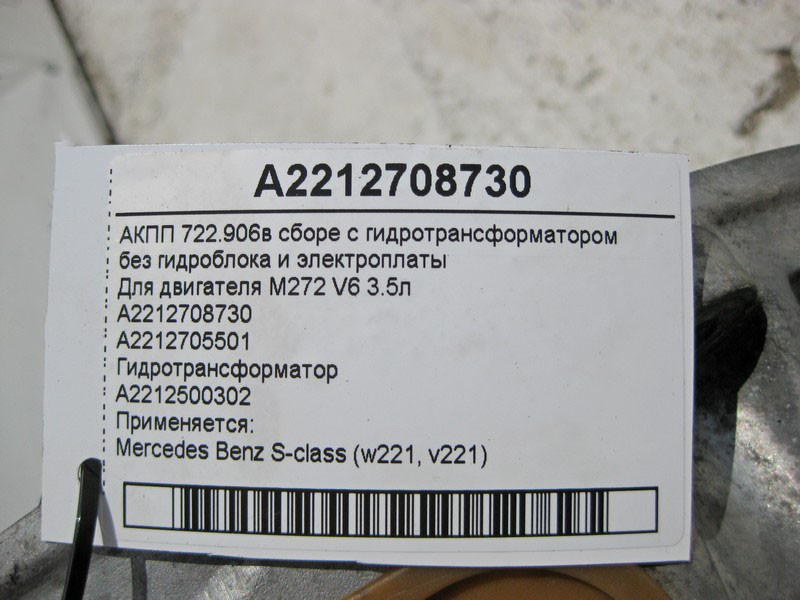 A2212708730
АКПП 722.906в сборе с гидротрансформатором
без гидроблока и электроплаты
Для двигателя M272 V6 3.5л
A2212708730
A2212705501
Гидротрансформатор
A2212500302
Применяется:
Mercedes Benz S-class (w221, v221)